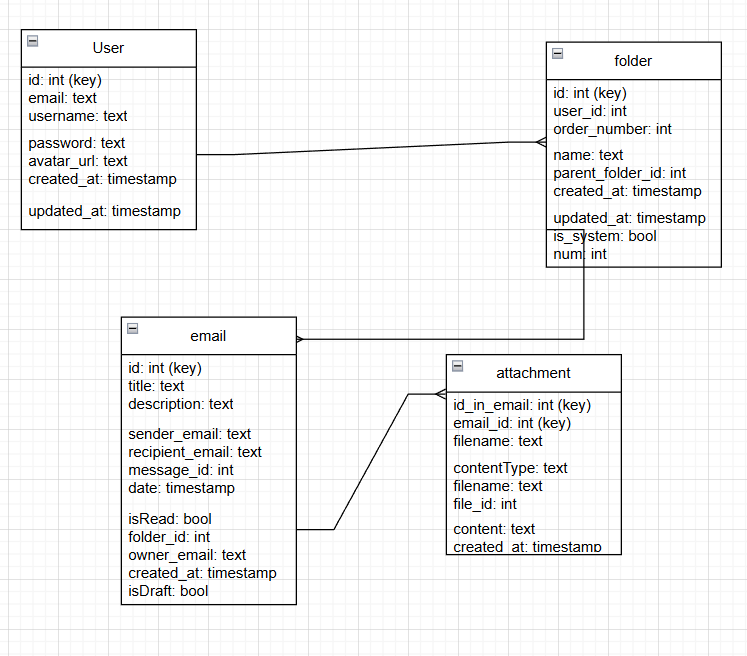 User
id: int (key)
email: text
username: text
password: text
avatar_url: text
created_at: timestamp
updated_at: timestamp
folder
id: int (key)
user_id: int
order_number: int
name: text
parent_folder_id: int
created_at: timestamp
updated_at: timestamp
is_system: bool
num: int
email
id: int (key)
title: text
description: text
sender_email: text
recipient_email: text
message_id: int
date: timestamp
isRead: bool
folder_id: int
owner_email: text
created_at: timestamp
isDraft: bool
attachment
id_in_email: int (key)
email_id: int (key)
filename: text
contentType: text
filename: text
file_id: int
content: text
created_at: timestamp